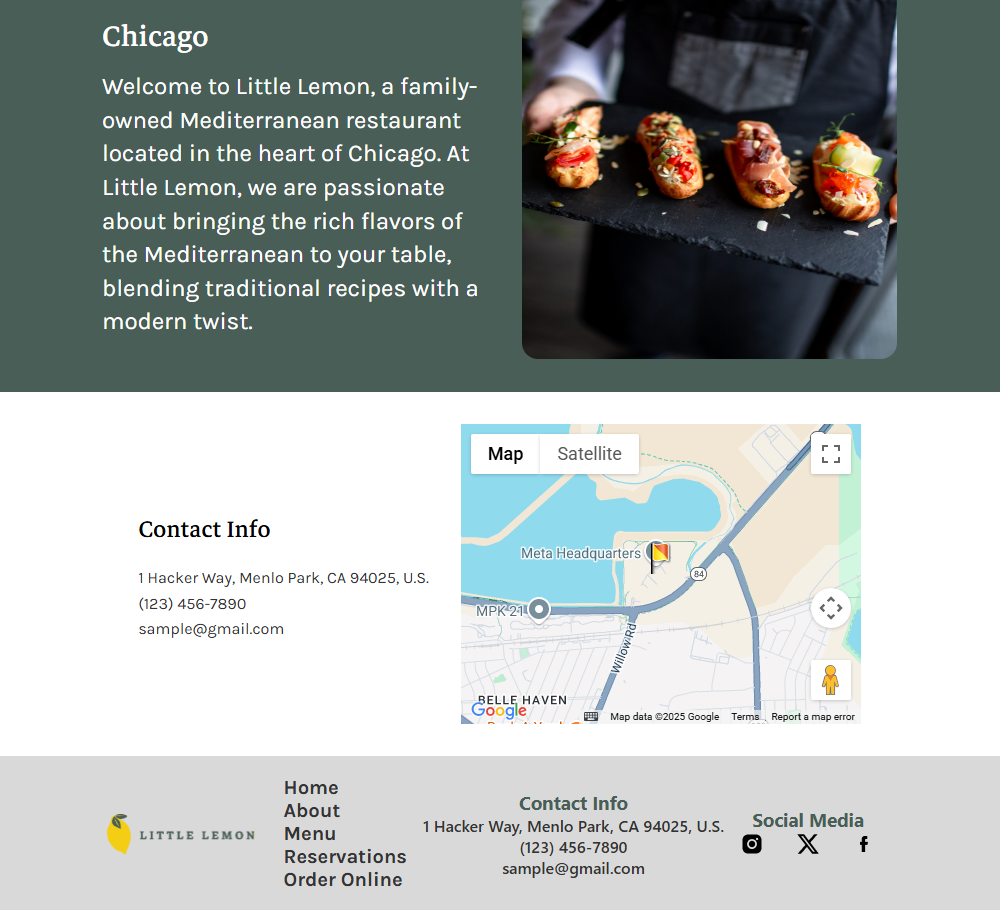 Chicago
Welcome to Little Lemon, a family-
owned Mediterranean restaurant
located in the heart of Chicago. At
Little Lemon, we are passionate
about bringing the rich flavors of
the Mediterranean to your table,
blending traditional recipes with a
modern twist.
Contact Info
1 Hacker Way, Menlo Park, CA 94025, U.S.
(123) 456-7890
sample@gmail.com
Map Satellite
Meta Headquarters
84
MPK 21
Willow Rd
BELLE HAVEN
Google
Map data ©2025 Google Terms Report a map error
LITTLE LEMON
Home
About
Menu
Reservations
Order Online
Contact Info
1 Hacker Way, Menlo Park, CA 94025, U.S.
(123) 456-7890
sample@gmail.com
Social Media